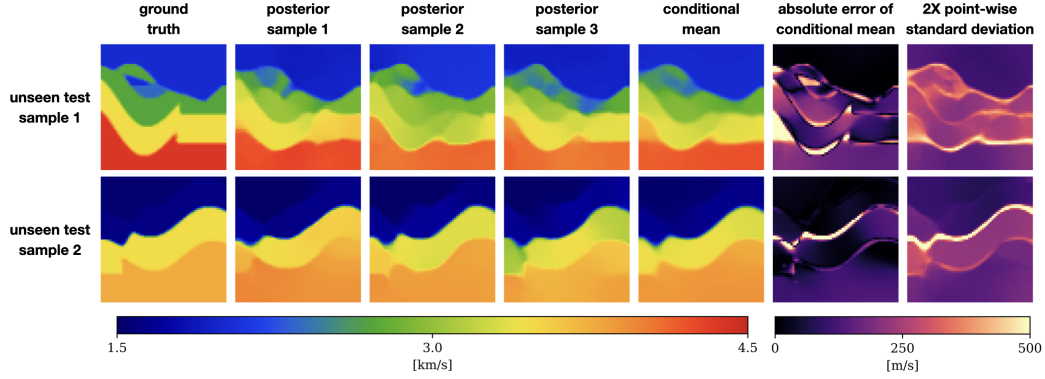 ground truth
posterior sample 1
posterior sample 2
posterior sample 3
conditional mean
absolute error of conditional mean
2X point-wise standard deviation
unseen test sample 1
unseen test sample 2
1.5
3.0
4.5
[km/s]
0
250
500
[m/s]